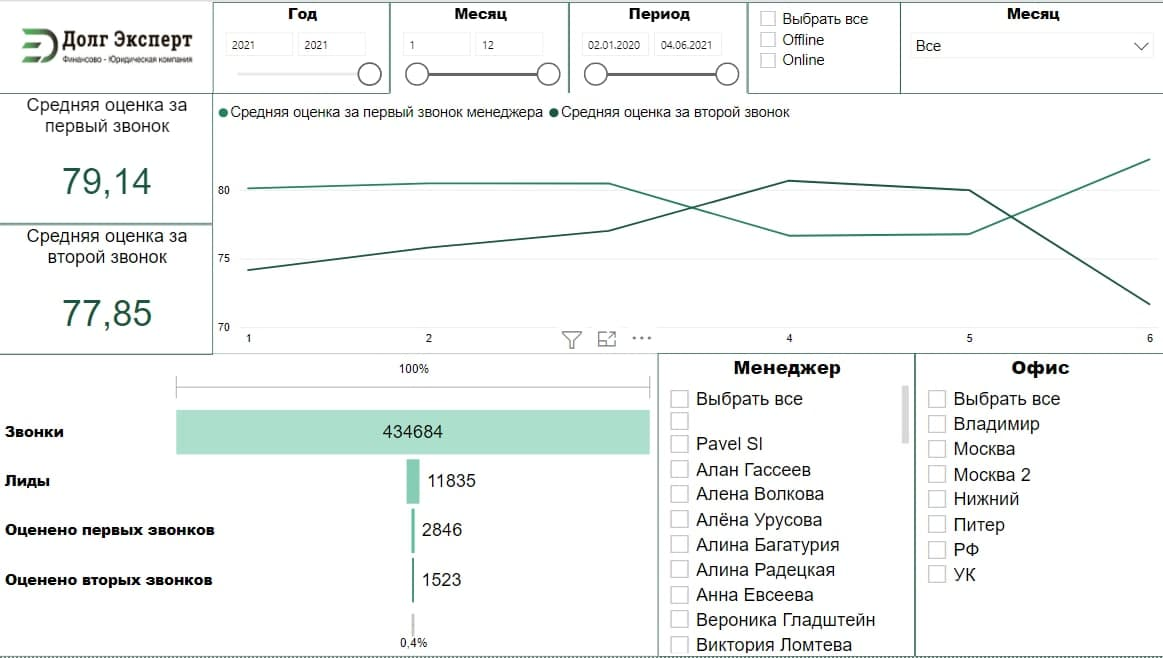 Долг Эксперт
Финансово - Юридическая компания
Год
2021 2021
Месяц
1 12
Период
02.01.2020 04.06.2021
Выбрать все
Offline
Online
Месяц
Все
Средняя оценка за
первый звонок
79,14
Средняя оценка за
второй звонок
77,85
Средняя оценка за первый звонок менеджера Средняя оценка за второй звонок
80
75
70
1 2 4 5 6
100%
Звонки 434684
Лиды 11835
Оценено первых звонков 2846
Оценено вторых звонков 1523
0,4%
Менеджер
Выбрать все
Pavel SI
Алан Гассеев
Алена Волкова
Алёна Урусова
Алина Багатурия
Алина Радецкая
Анна Евсеева
Вероника Гладштейн
Виктория Ломтева
Офис
Выбрать все
Владимир
Москва
Москва 2
Нижний
Питер
РФ
УК